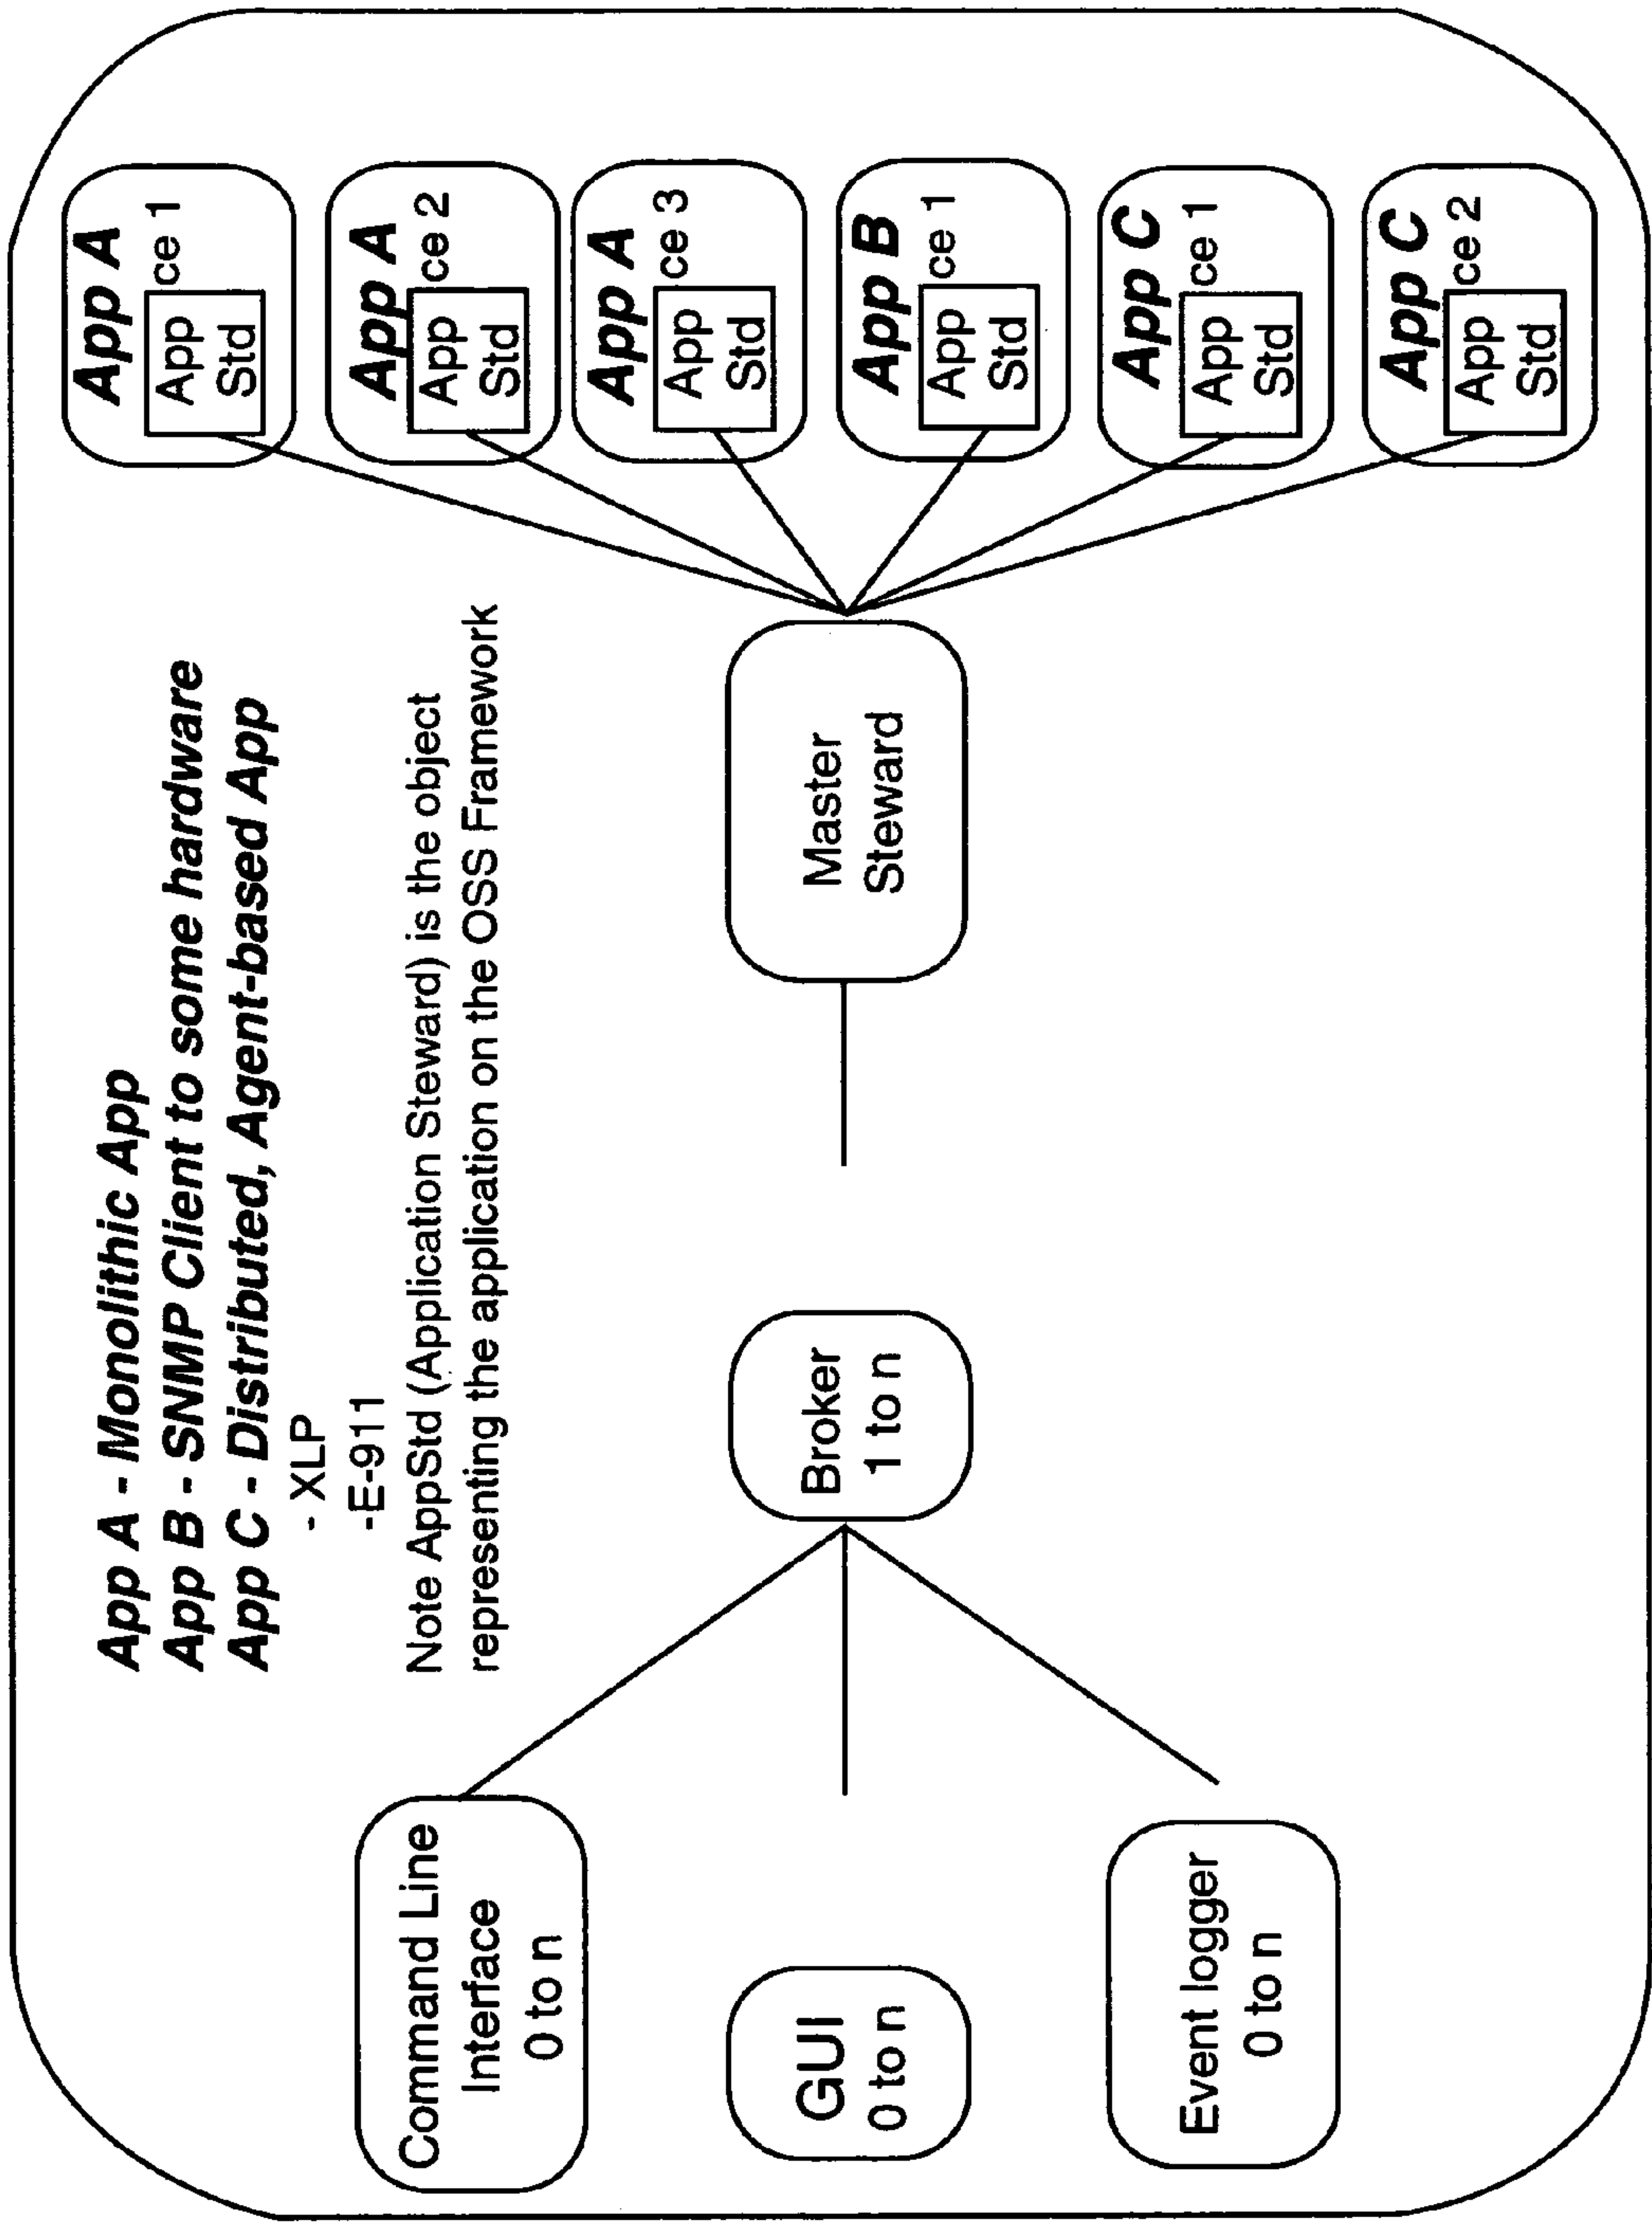 App A - Monolithic App
App B - SNMP Client to some hardware
App C - Distributed, Agent-based App
- XLP
-E-911
Note AppStd (Application Steward) is the object
representing the application on the OSS Framework
Command Line
Interface
0 to n
GUI
0 to n
Event logger
0 to n
Broker
1 to n
Master
Steward
App A
ce 1
App
Std
App A
ce 2
App
Std
App A
ce 3
App
Std
App B
ce 1
App
Std
App C
ce 1
App
Std
App C
ce 2
App
Std